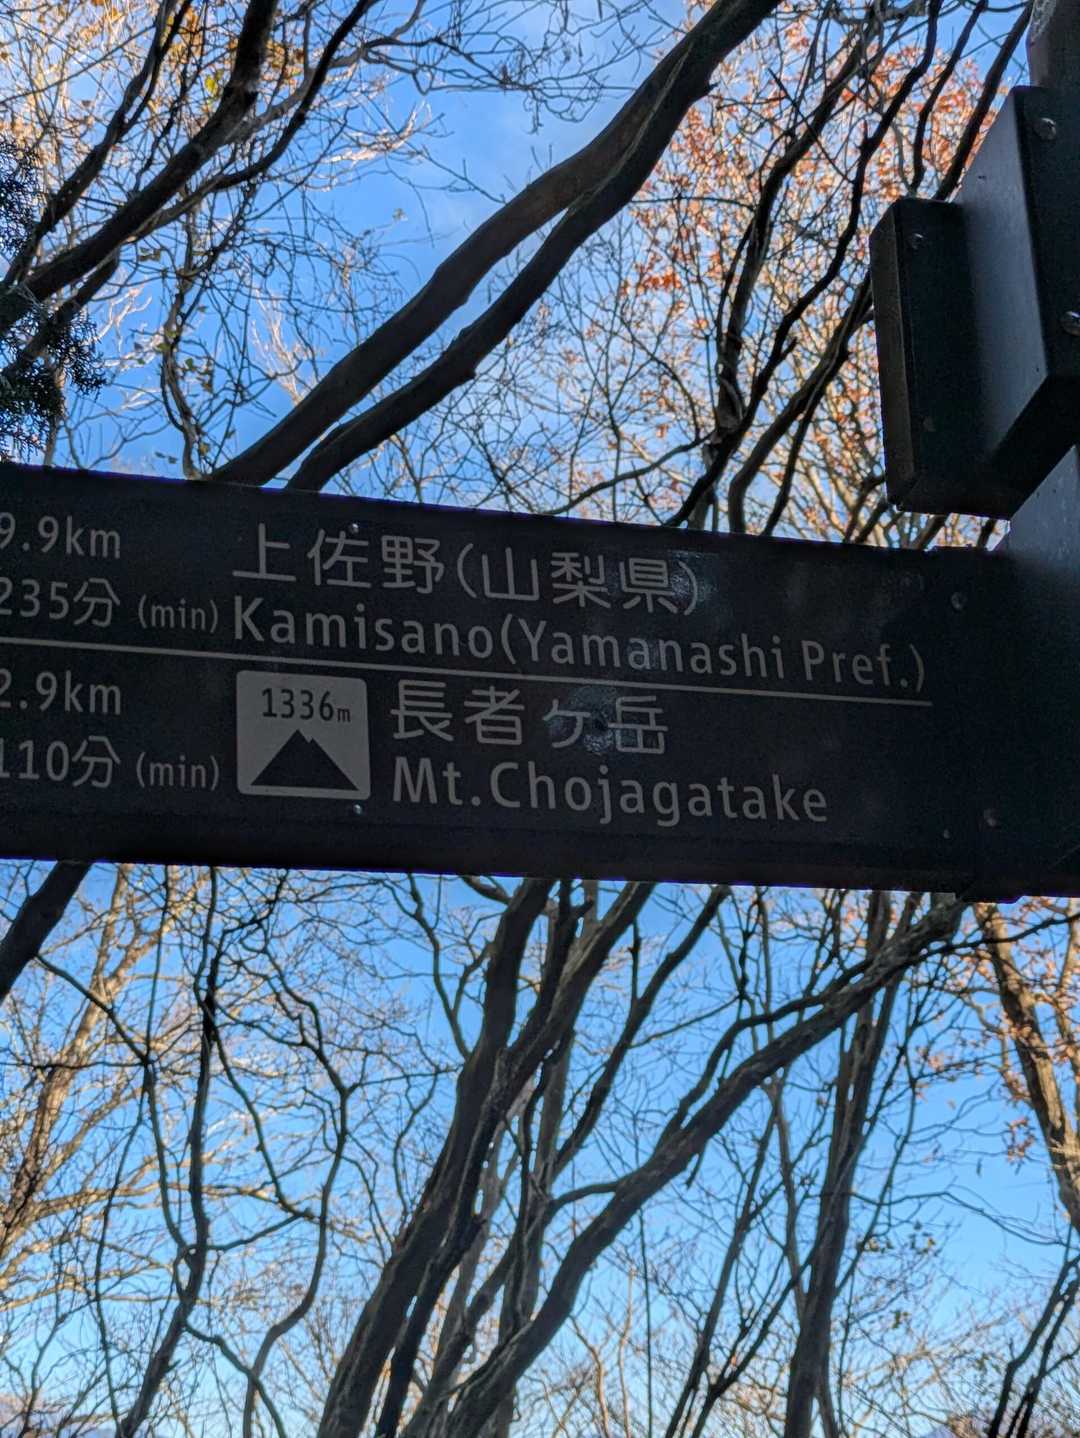 9.9km 上佐野(山梨県)
235分 (min) Kamisano(Yamanashi Pref.)
2.9km 1336m 長者ヶ岳
110分 (min) Mt.Chojagatake